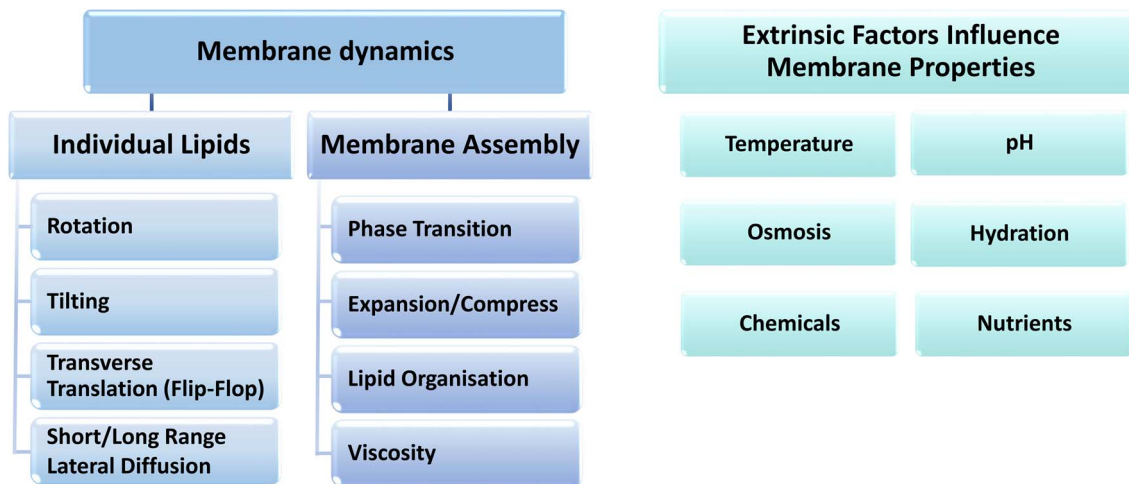 Membrane dynamics
Individual Lipids
Rotation
Tilting
Transverse
Translation (Flip-Flop)
Short/Long Range
Lateral Diffusion
Membrane Assembly
Phase Transition
Expansion/Compress
Lipid Organisation
Viscosity
Extrinsic Factors Influence
Membrane Properties
Temperature
pH
Osmosis
Hydration
Chemicals
Nutrients